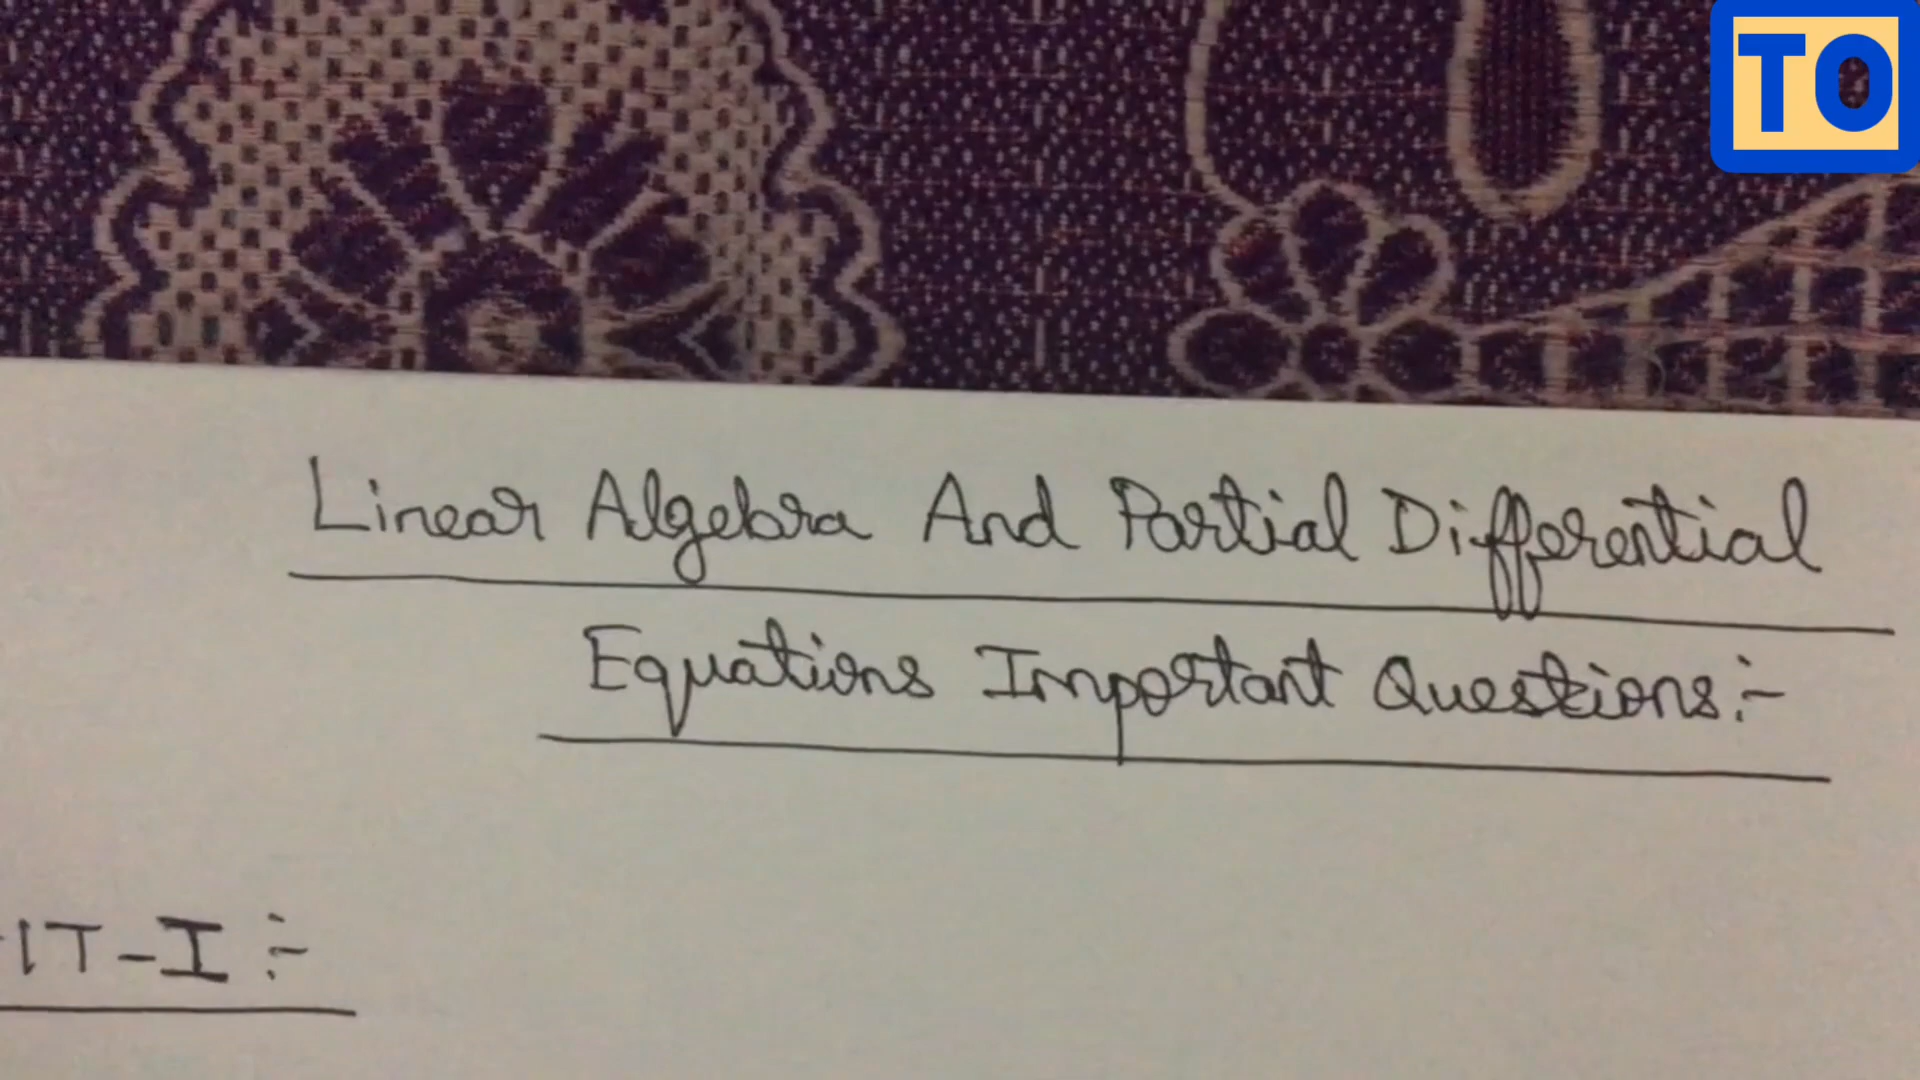 TO
Linear Algebra And Partial Differential
Equations Important Questions:-
IT-I :-